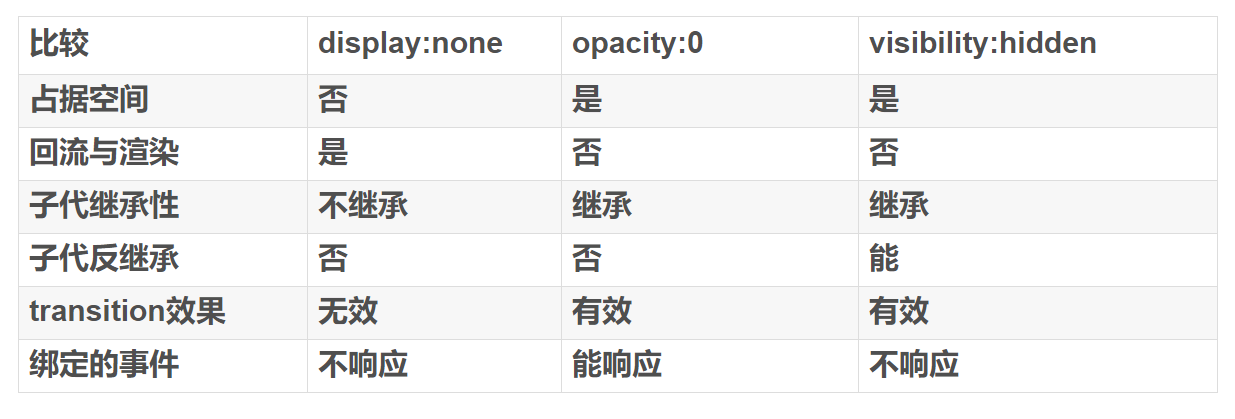 比较 display:none opacity:0 visibility:hidden
占据空间 否 是 是
回流与渲染 是 否 否
子代继承性 不继承 继承 继承
子代反继承 否 否 能
transition效果 无效 有效 有效
绑定的事件 不响应 能响应 不响应